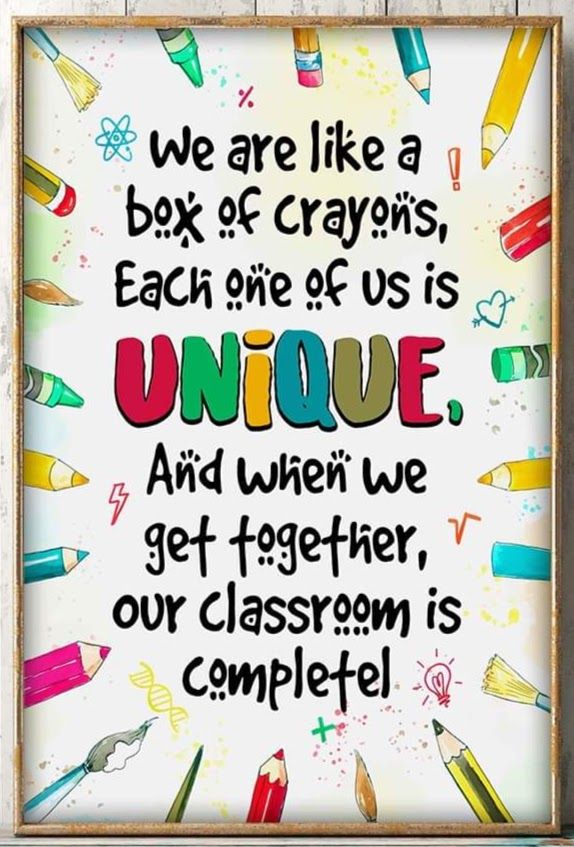 We are like a
box of crayons,
Each one of us is
UNIQUE,
And when we
get together,
our classroom is
completel